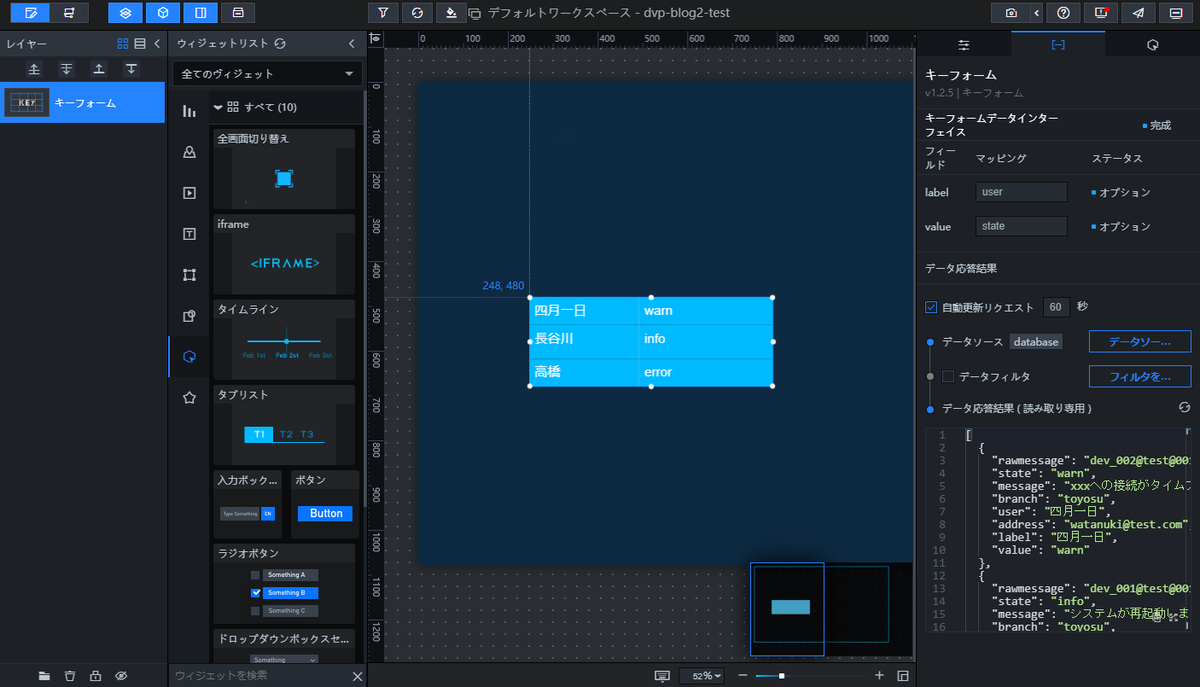 デフォルトワークスペース - dvp-blog2-test
レイヤー
KEY
キーフォーム
ウィジェットリスト
全てのヴィジェット
すべて (10)
全画面切り替え
iframe
<IFRAME>
タイムライン
Feb 1st Feb 2st Feb 3st
タブリスト
T1 T2 T3
入力ボック... ボタン
Type Something EN Button
ラジオボタン
Something A
Something B
Something C
ドロップダウンボックスセ...
Something
ウィジェットを検索
0 100 200 300 400 500 600 700 800 900 1000
0
100
200
300
400
500
600
700
800
900
1000
1100
1200
248, 480
四月一日 warn
長谷川 info
高橋 error
52%
キーフォーム
v1.2.5 | キーフォーム
キーフォームデータインター
フェイス
完成
フィー
ルド
マッピング ステータス
label user オプション
value state オプション
データ応答結果
自動更新リクエスト 60 秒
データソース database データソー...
データフィルタ フィルタを...
データ応答結果 ( 読み取り専用 )
1 [
2 {
3 "rawmessage": "dev_002@test@00
4 "state": "warn",
5 "message": "xxxへの接続がタイム
6 "branch": "toyosu",
7 "user": "四月一日",
8 "address": "watanuki@test.com"
9 "label": "四月一日",
10 "value": "warn"
11 },
12 {
13 "rawmessage": "dev_001@test@00
14 "state": "info",
15 "message": "システムが再起動しま
16 "branch": "toyosu",